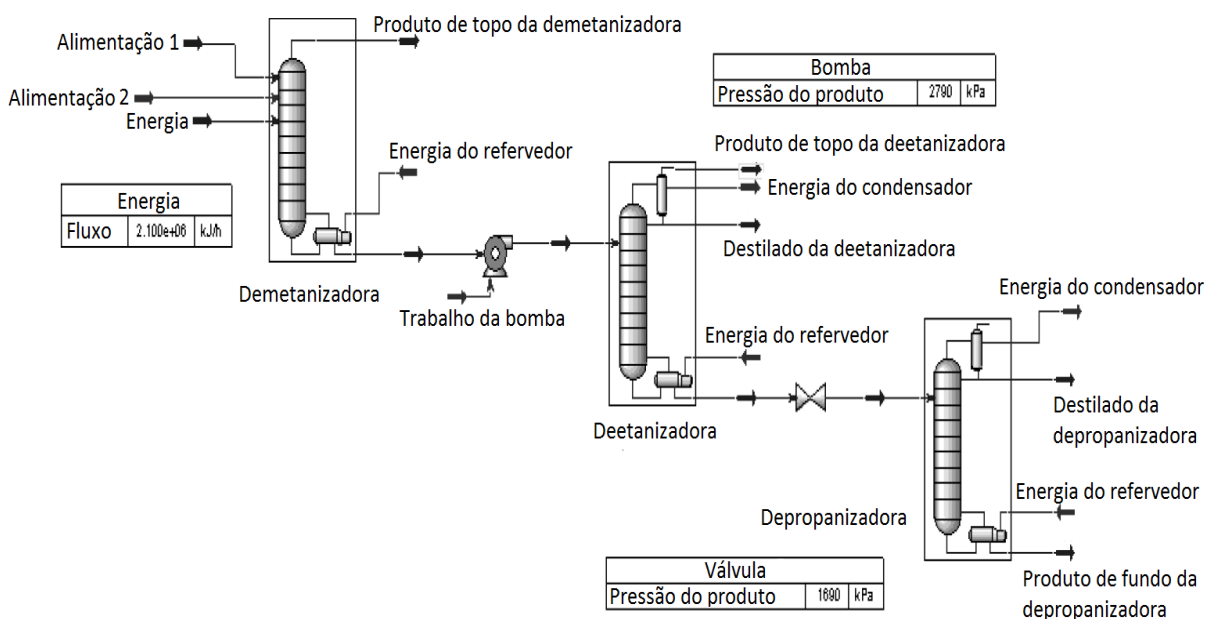 Produto de topo da demetanizadora
Alimentação 1
Alimentação 2
Energia
Energia do refervedor
Energia
Fluxo 2.100e+06 kJ/h
Demetanizadora
Trabalho da bomba
Bomba
Pressão do produto 2790 kPa
Produto de topo da deetanizadora
Energia do condensador
Destilado da deetanizadora
Energia do refervedor
Deetanizadora
Energia do condensador
Destilado da
depropanizadora
Energia do refervedor
Depropanizadora
Válvula
Pressão do produto 1690 kPa
Produto de fundo da
depropanizadora